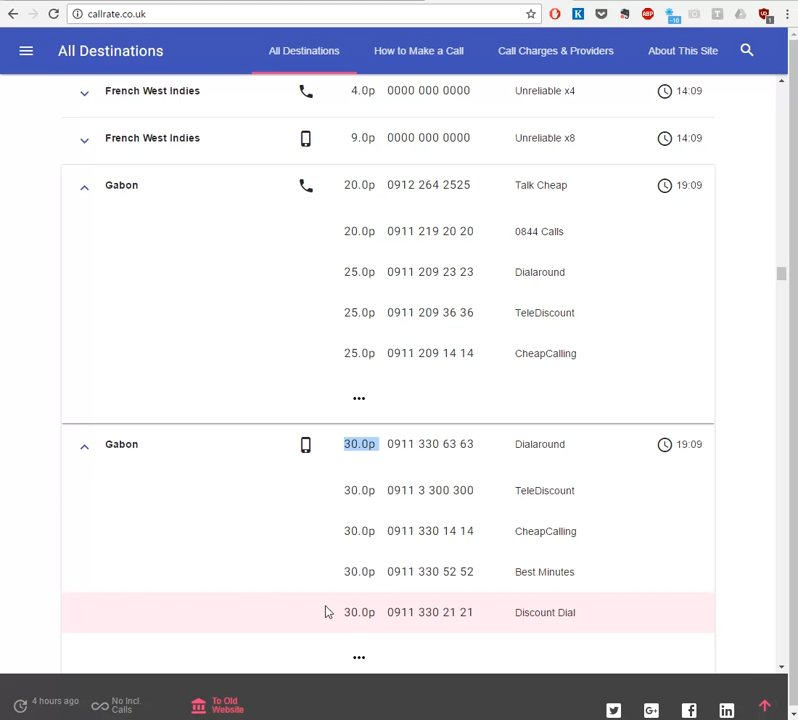 callrate.co.uk
All Destinations
All Destinations How to Make a Call Call Charges & Providers About This Site
French West Indies 4.0p 0000 000 0000 Unreliable x4 14:09
French West Indies 9.0p 0000 000 0000 Unreliable x8 14:09
Gabon 20.0p 0912 264 2525 Talk Cheap 19:09
20.0p 0911 219 20 20 0844 Calls
25.0p 0911 209 23 23 Dialaround
25.0p 0911 209 36 36 TeleDiscount
25.0p 0911 209 14 14 CheapCalling
...
Gabon 30.0p 0911 330 63 63 Dialaround 19:09
30.0p 0911 3 300 300 TeleDiscount
30.0p 0911 330 14 14 CheapCalling
30.0p 0911 330 52 52 Best Minutes
30.0p 0911 330 21 21 Discount Dial
...
4 hours ago
No Incl.
Calls
To Old
Website